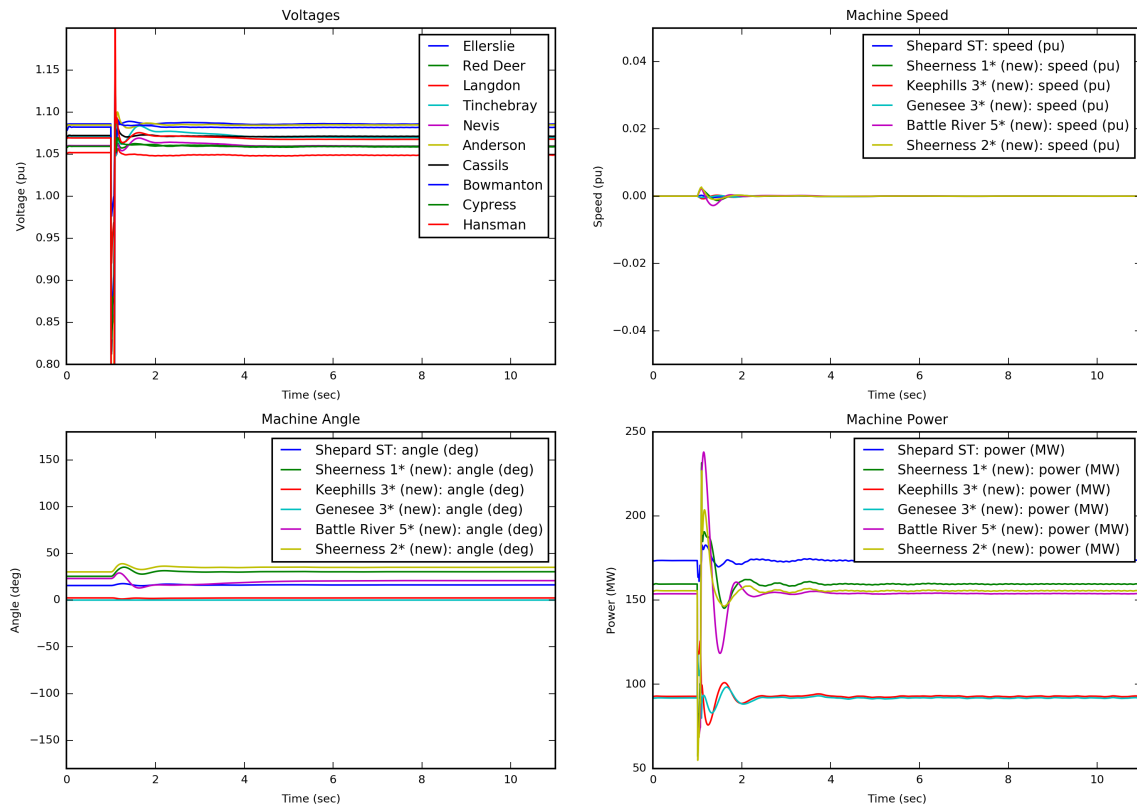 Voltages
1.15
1.10
1.05
1.00
0.95
0.90
0.85
0.80
Voltage (pu)
0
2
4
6
8
10
Time (sec)
Ellerslie
Red Deer
Langdon
Tinchebray
Nevis
Anderson
Cassils
Bowmanton
Cypress
Hansman
Machine Speed
0.04
0.02
0.00
−0.02
−0.04
Speed (pu)
0
2
4
6
8
10
Time (sec)
Shepard ST: speed (pu)
Sheerness 1* (new): speed (pu)
Keephills 3* (new): speed (pu)
Genesee 3* (new): speed (pu)
Battle River 5* (new): speed (pu)
Sheerness 2* (new): speed (pu)
Machine Angle
150
100
50
0
−50
−100
−150
Angle (deg)
0
2
4
6
8
10
Time (sec)
Shepard ST: angle (deg)
Sheerness 1* (new): angle (deg)
Keephills 3* (new): angle (deg)
Genesee 3* (new): angle (deg)
Battle River 5* (new): angle (deg)
Sheerness 2* (new): angle (deg)
Machine Power
250
200
150
100
50
Power (MW)
0
2
4
6
8
10
Time (sec)
Shepard ST: power (MW)
Sheerness 1* (new): power (MW)
Keephills 3* (new): power (MW)
Genesee 3* (new): power (MW)
Battle River 5* (new): power (MW)
Sheerness 2* (new): power (MW)